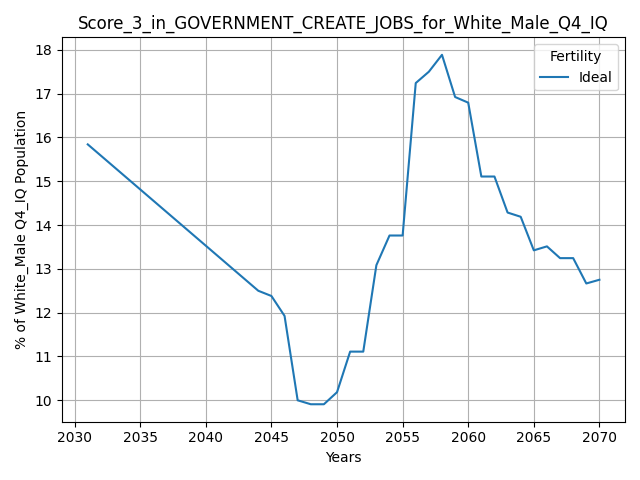 Score_3_in_GOVERNMENT_CREATE_JOBS_for_White_Male_Q4_IQ
Fertility
Ideal
% of White_Male Q4_IQ Population
18
17
16
15
14
13
12
11
10
2030 2035 2040 2045 2050 2055 2060 2065 2070
Years